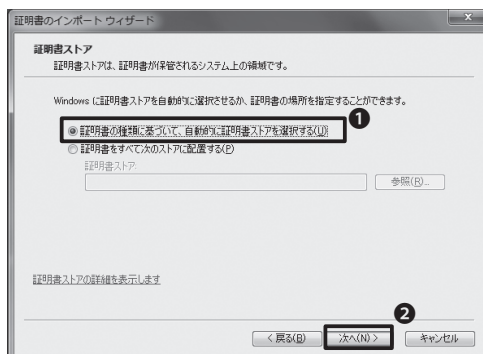 証明書のインポート ウィザード
証明書ストア
証明書ストアは、証明書が保管されるシステム上の領域です。
Windows に証明書ストアを自動的に選択させるか、証明書の場所を指定することができます。
❶
証明書の種類に基づいて、自動的に証明書ストアを選択する(U)
証明書をすべて次のストアに配置する(P)
証明書ストア:
参照(R)...
証明書ストアの詳細を表示します
❷
< 戻る(B)
次へ(N) >
キャンセル